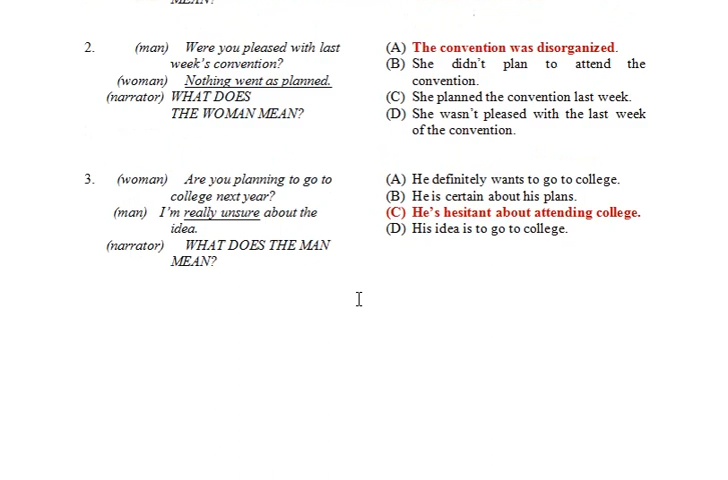 MEAN?
2. (man) Were you pleased with last
week's convention?
(woman) Nothing went as planned.
(narrator) WHAT DOES
THE WOMAN MEAN?
(A) The convention was disorganized.
(B) She didn't plan to attend the
convention.
(C) She planned the convention last week.
(D) She wasn't pleased with the last week
of the convention.
3. (woman) Are you planning to go to
college next year?
(man) I'm really unsure about the
idea.
(narrator) WHAT DOES THE MAN
MEAN?
(A) He definitely wants to go to college.
(B) He is certain about his plans.
(C) He's hesitant about attending college.
(D) His idea is to go to college.